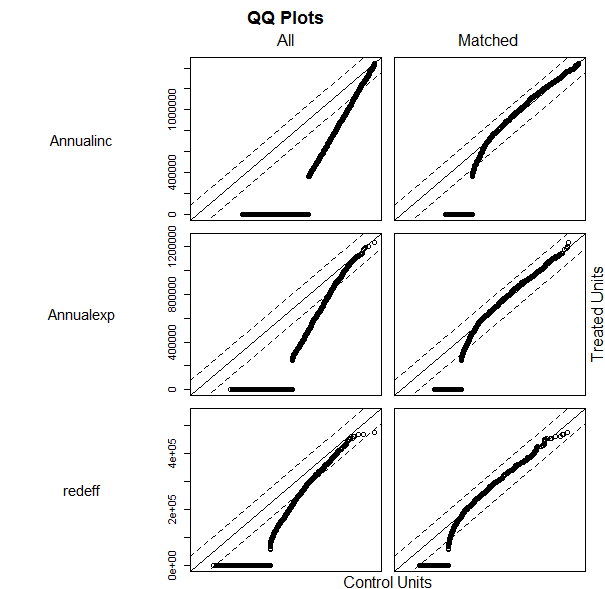 QQ Plots
All
Matched
Annualinc
0
400000
1000000
Annualexp
0
400000
800000
1200000
redeff
0e+00
2e+05
4e+05
Treated Units
Control Units